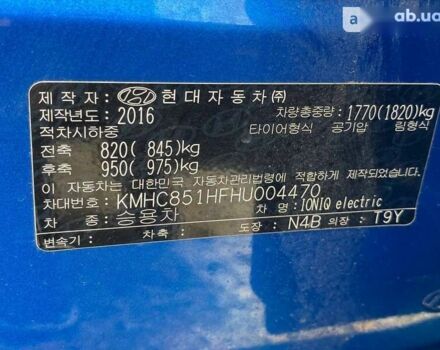 ab.ua
제 작 자 : HYUNDAI 현대자동차㈜
제작년도: 2016 차량총중량: 1770(1820)kg
적차시하중 타이어형식 공기압 림형식
전축 820( 845)kg
후축 950( 975)kg
이 자동차는 대한민국 자동차관리법령에 적합하게 제작되었음.
차대번호: KMHC851HFHU004470
차 종: 승용차 차 명: IONIQ electric
변속기: 차축: 도장: N4B 의장: T9Y